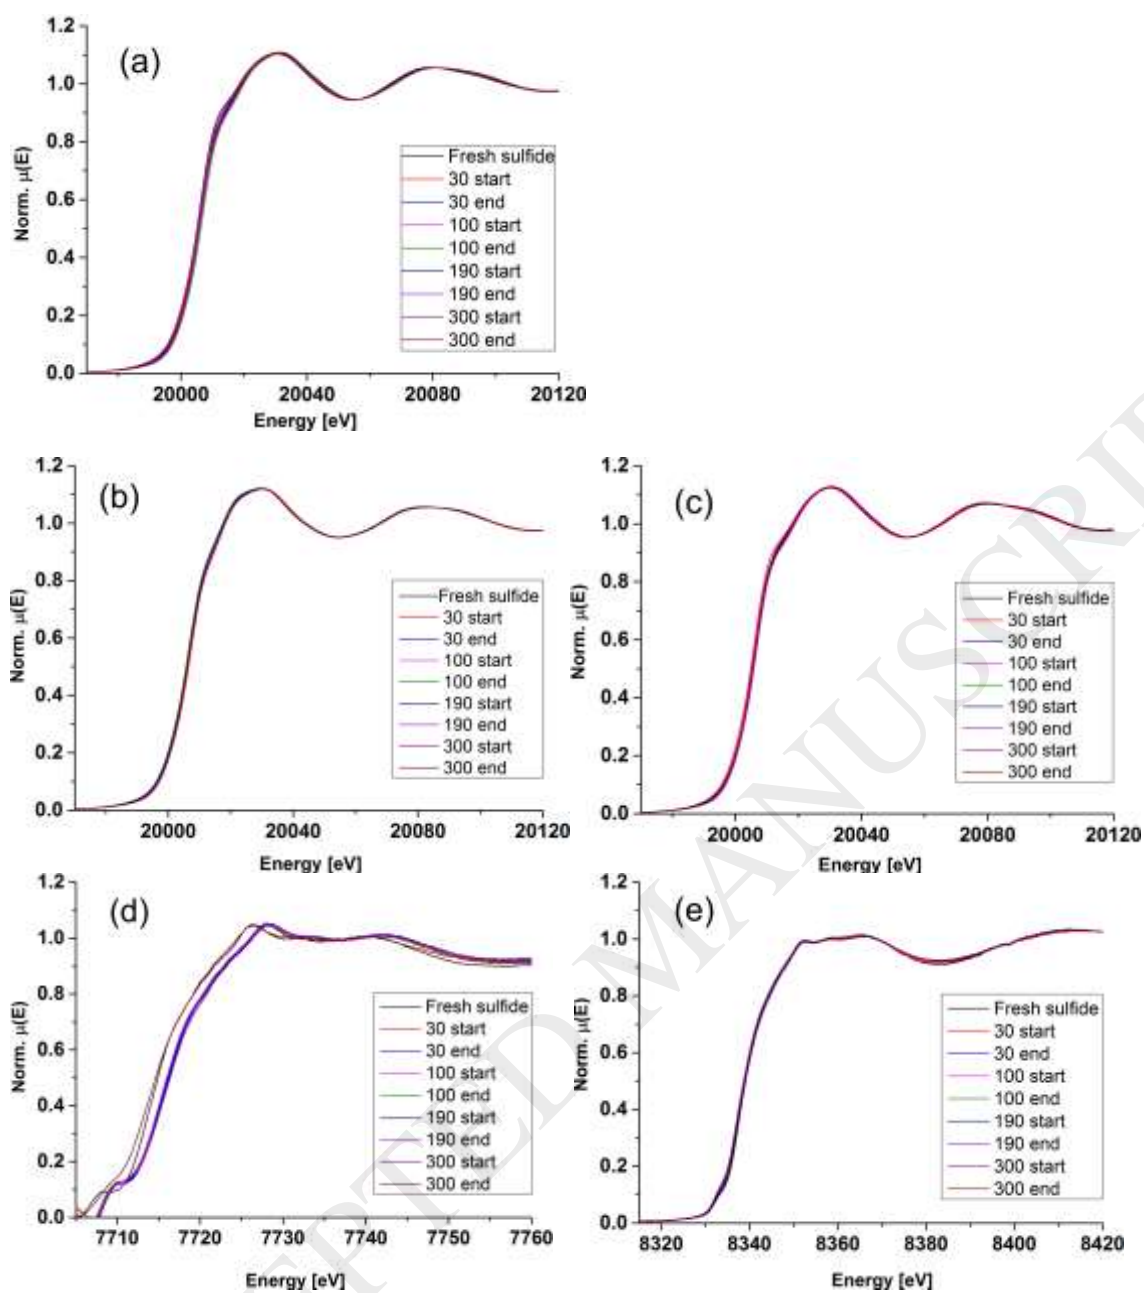 (a)
1.2
1.0
0.8
0.6
0.4
0.2
0.0
Norm. μ(E)
Fresh sulfide
30 start
30 end
100 start
100 end
190 start
190 end
300 start
300 end
20000 20040 20080 20120
Energy [eV]
(b)
1.2
1.0
0.8
0.6
0.4
0.2
0.0
Norm. μ(E)
Fresh sulfide
30 start
30 end
100 start
100 end
190 start
190 end
300 start
300 end
20000 20040 20080 20120
Energy [eV]
(c)
1.2
1.0
0.8
0.6
0.4
0.2
0.0
Norm. μ(E)
Fresh sulfide
30 start
30 end
100 start
100 end
190 start
190 end
300 start
300 end
20000 20040 20080 20120
Energy [eV]
(d)
1.2
1.0
0.8
0.6
0.4
0.2
0.0
Norm. μ(E)
Fresh sulfide
30 start
30 end
100 start
100 end
190 start
190 end
300 start
300 end
7710 7720 7730 7740 7750 7760
Energy [eV]
(e)
1.2
1.0
0.8
0.6
0.4
0.2
0.0
Norm. μ(E)
Fresh sulfide
30 start
30 end
100 start
100 end
190 start
190 end
300 start
300 end
8320 8340 8360 8380 8400 8420
Energy [eV]
EPTED MANUSCRI